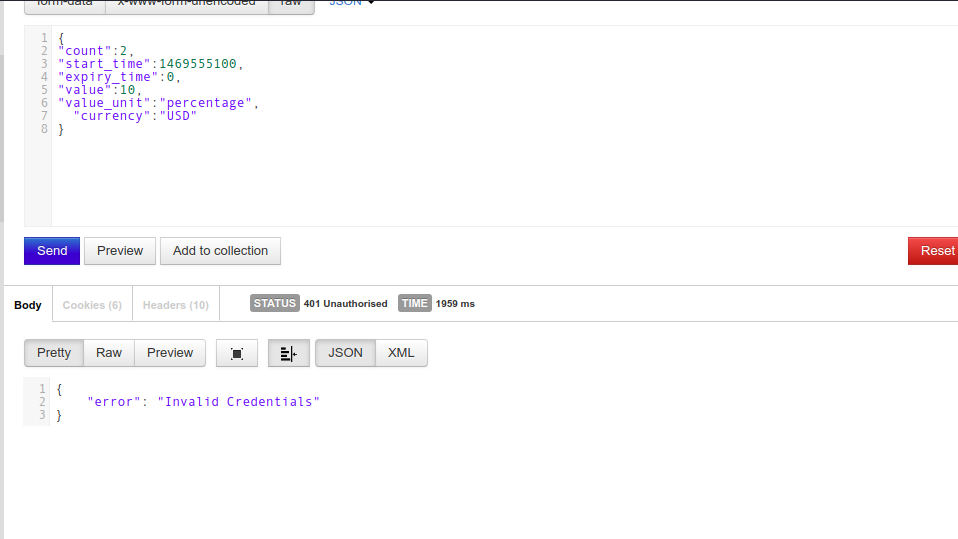 form-data x-www-form-urlencoded raw JSON
1 {
2 "count":2,
3 "start_time":1469555100,
4 "expiry_time":0,
5 "value":10,
6 "value_unit":"percentage",
7 "currency":"USD"
8 }
Send Preview Add to collection Reset
Body Cookies (6) Headers (10) STATUS 401 Unauthorised TIME 1959 ms
Pretty Raw Preview JSON XML
1 {
2 "error": "Invalid Credentials"
3 }